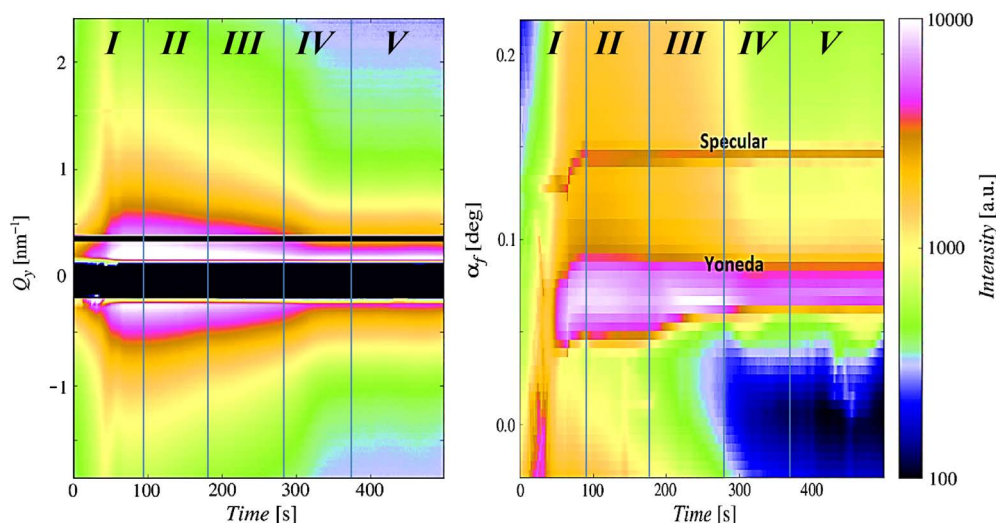 I II III IV V
2
1
0
−1
Q_y [nm⁻¹]
0 100 200 300 400
Time [s]
I II III IV V
0.2
0.1
0.0
α_f [deg]
Specular
Yoneda
0 100 200 300 400
Time [s]
10000
1000
100
Intensity [a.u.]